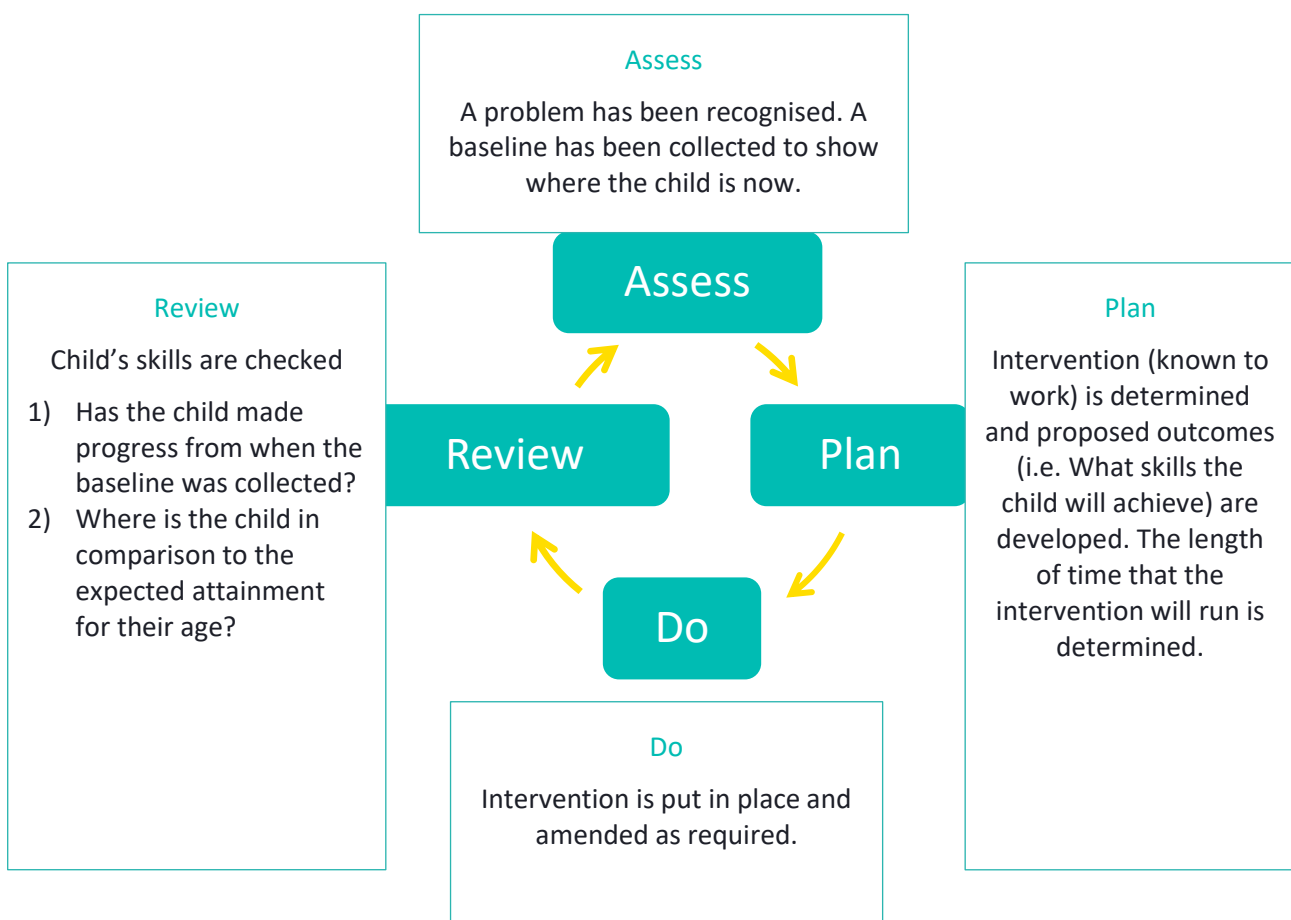 Assess
A problem has been recognised. A
baseline has been collected to show
where the child is now.
Assess
Review
Child’s skills are checked
1) Has the child made
progress from when the
baseline was collected?
2) Where is the child in
comparison to the
expected attainment
for their age?
Review
Plan
Plan
Intervention (known to
work) is determined
and proposed outcomes
(i.e. What skills the
child will achieve) are
developed. The length
of time that the
intervention will run is
determined.
Do
Do
Intervention is put in place and
amended as required.